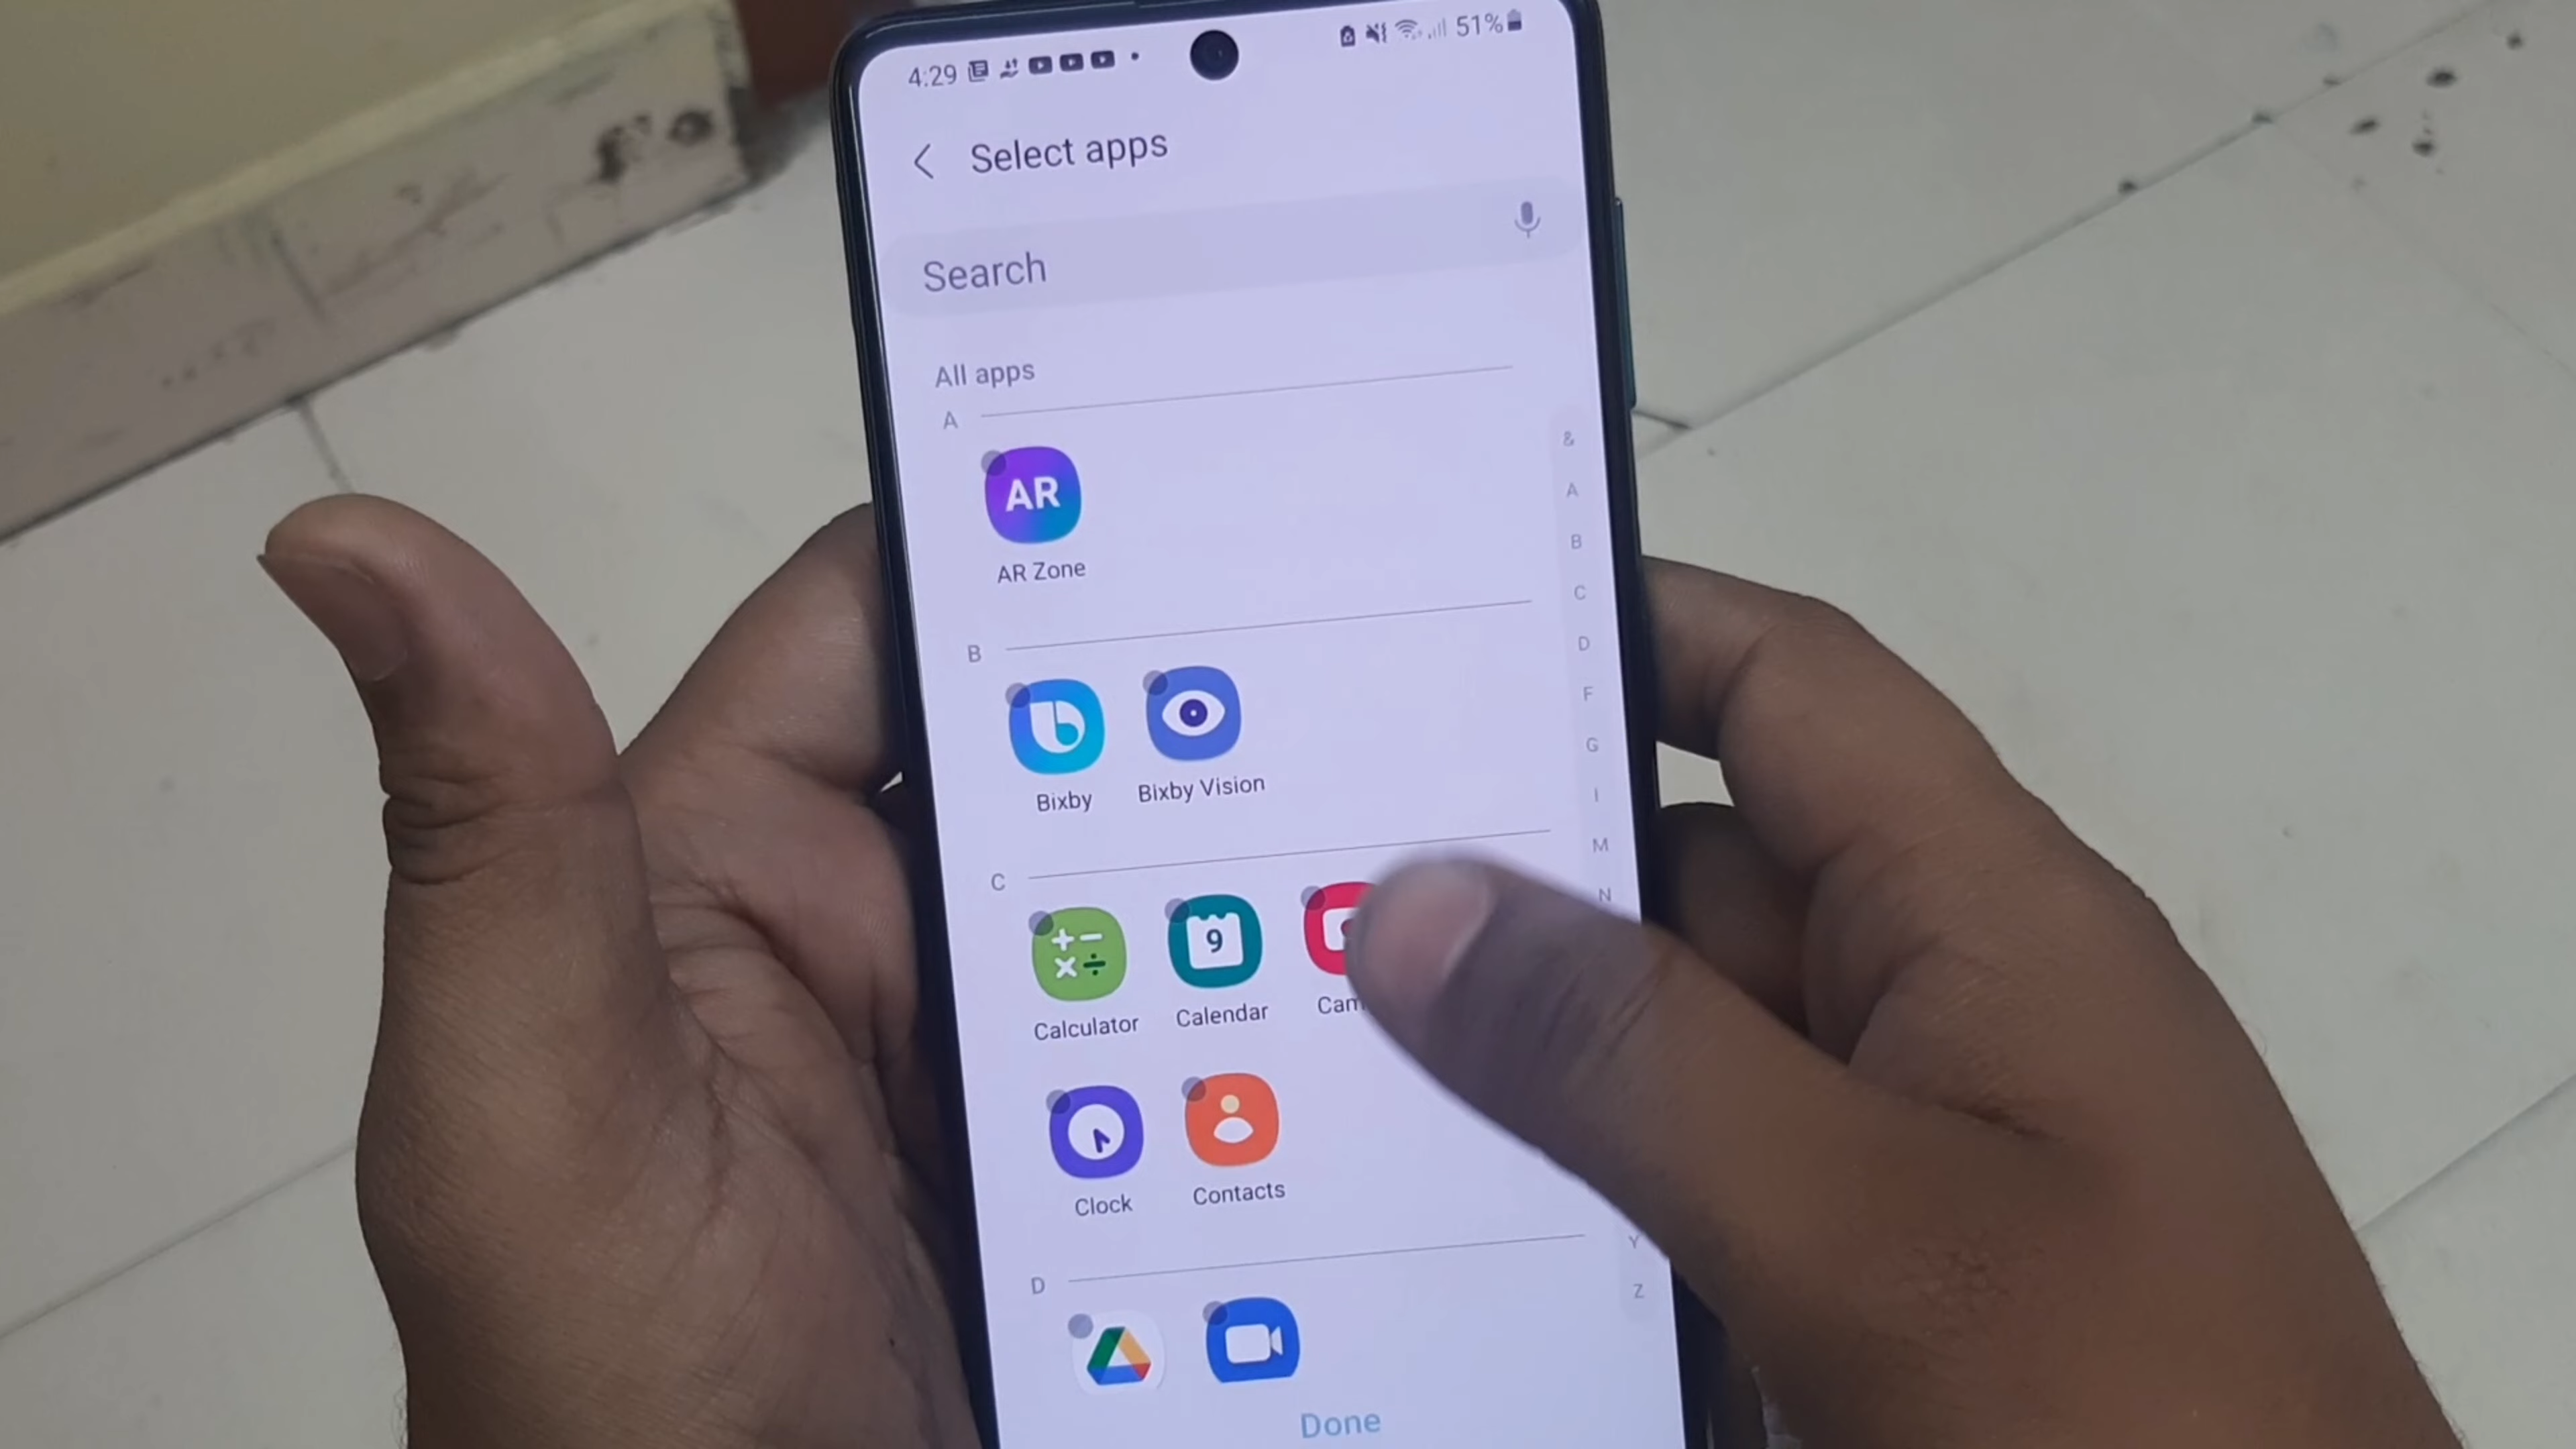 4:29 51%
Select apps
Search
All apps
A
&
A
B
C
D
F
G
I
M
N
Y
Z
AR
AR Zone
B
Bixby Bixby Vision
C
9
Calculator Calendar Cam
Clock Contacts
D
Done